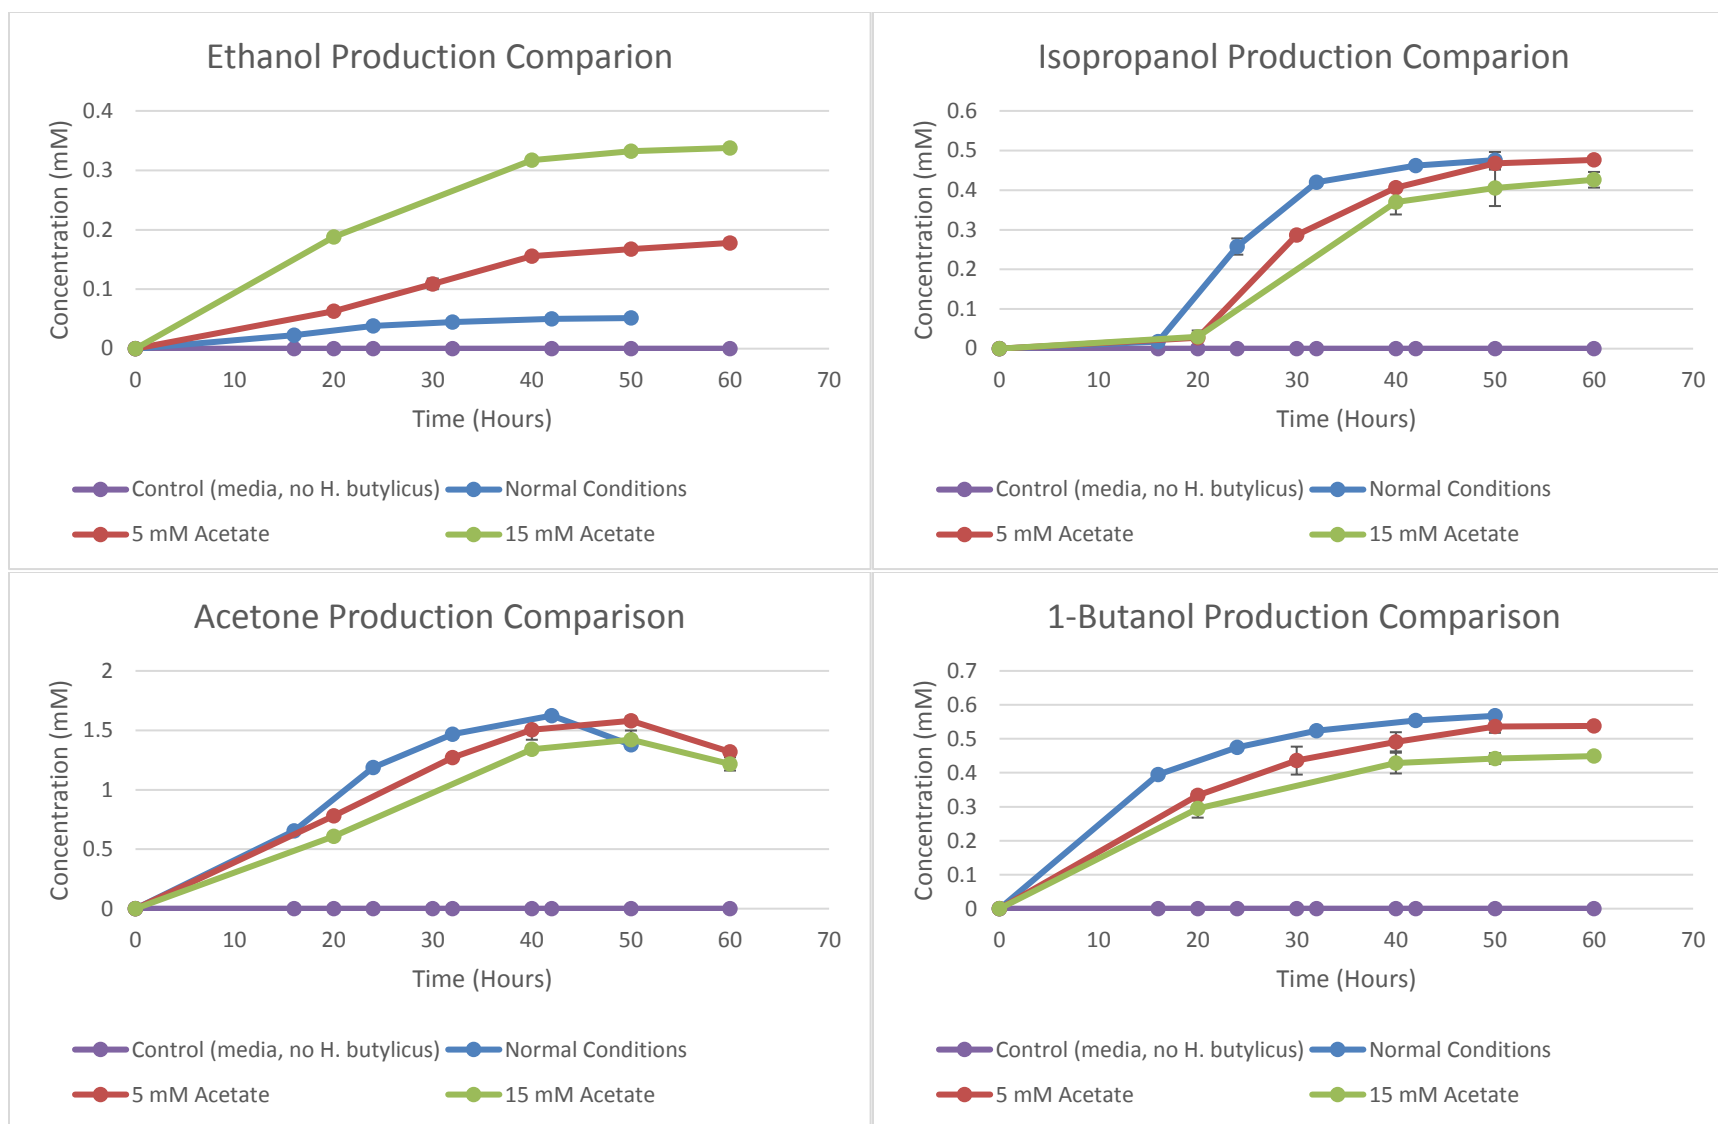 Ethanol Production Comparion
Concentration (mM)
0.4
0.3
0.2
0.1
0
0 10 20 30 40 50 60 70
Time (Hours)
Control (media, no H. butylicus) Normal Conditions
5 mM Acetate 15 mM Acetate
Isopropanol Production Comparion
Concentration (mM)
0.6
0.5
0.4
0.3
0.2
0.1
0
0 10 20 30 40 50 60 70
Time (Hours)
Control (media, no H. butylicus) Normal Conditions
5 mM Acetate 15 mM Acetate
Acetone Production Comparison
Concentration (mM)
2
1.5
1
0.5
0
0 10 20 30 40 50 60 70
Time (Hours)
Control (media, no H. butylicus) Normal Conditions
5 mM Acetate 15 mM Acetate
1-Butanol Production Comparison
Concentration (mM)
0.7
0.6
0.5
0.4
0.3
0.2
0.1
0
0 10 20 30 40 50 60 70
Time (Hours)
Control (media, no H. butylicus) Normal Conditions
5 mM Acetate 15 mM Acetate